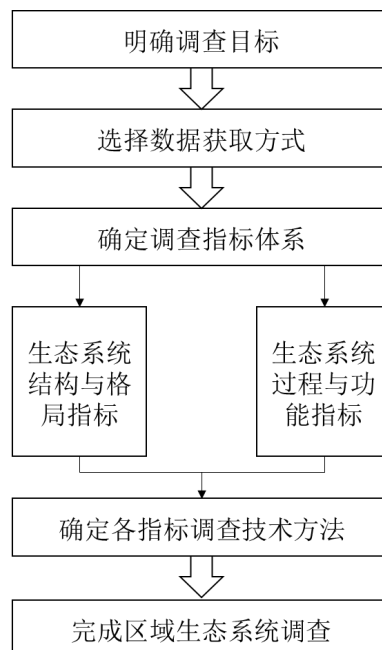 明确调查目标
选择数据获取方式
确定调查指标体系
生态系统
结构与格
局指标
生态系统
过程与功
能指标
确定各指标调查技术方法
完成区域生态系统调查